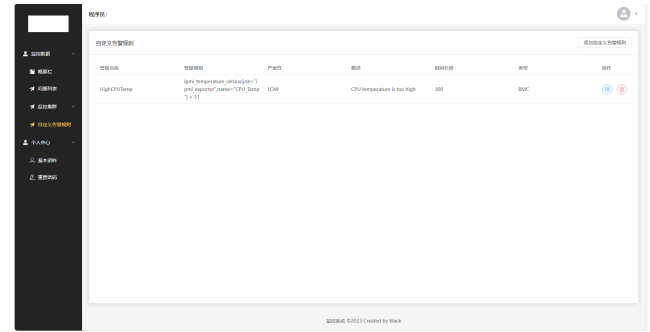 程序员:
自定义告警规则
添加自定义告警规则
监控数据
概要栏
问题列表
监控集群
自定义告警规则
个人中心
基本资料
重置密码
告警名称 告警规则 严重性 概述 时间长度 类型 操作
HighCPUTemp
ipmi_temperature_celsius{job="i
pmi_exporter",name="CPU_Temp
"} > 51
LOW CPU temperature is too high 300 BMC
监控系统 ©2023 Created by black